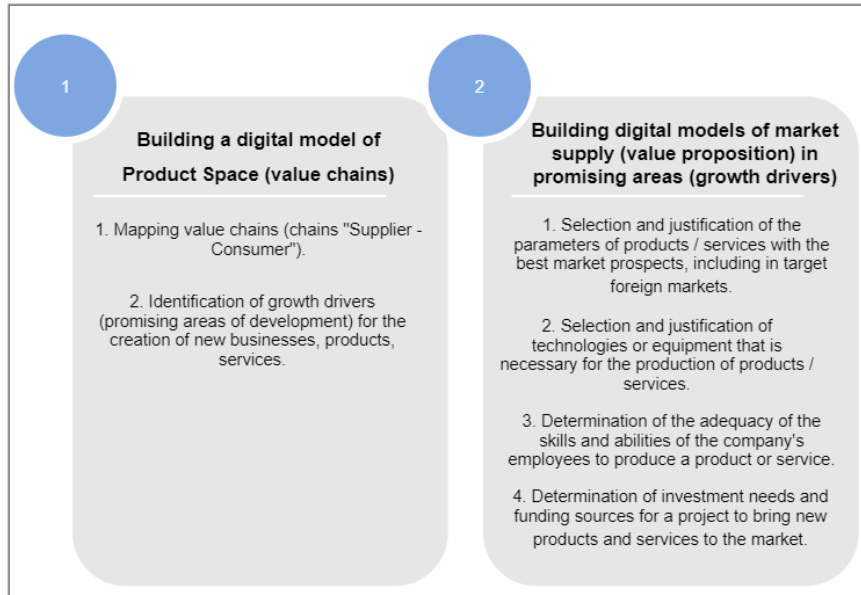 1
Building a digital model of
Product Space (value chains)
1. Mapping value chains (chains "Supplier -
Consumer").
2. Identification of growth drivers
(promising areas of development) for the
creation of new businesses, products,
services.
2
Building digital models of market
supply (value proposition) in
promising areas (growth drivers)
1. Selection and justification of the
parameters of products / services with the
best market prospects, including in target
foreign markets.
2. Selection and justification of
technologies or equipment that is
necessary for the production of products /
services.
3. Determination of the adequacy of the
skills and abilities of the company's
employees to produce a product or service.
4. Determination of investment needs and
funding sources for a project to bring new
products and services to the market.